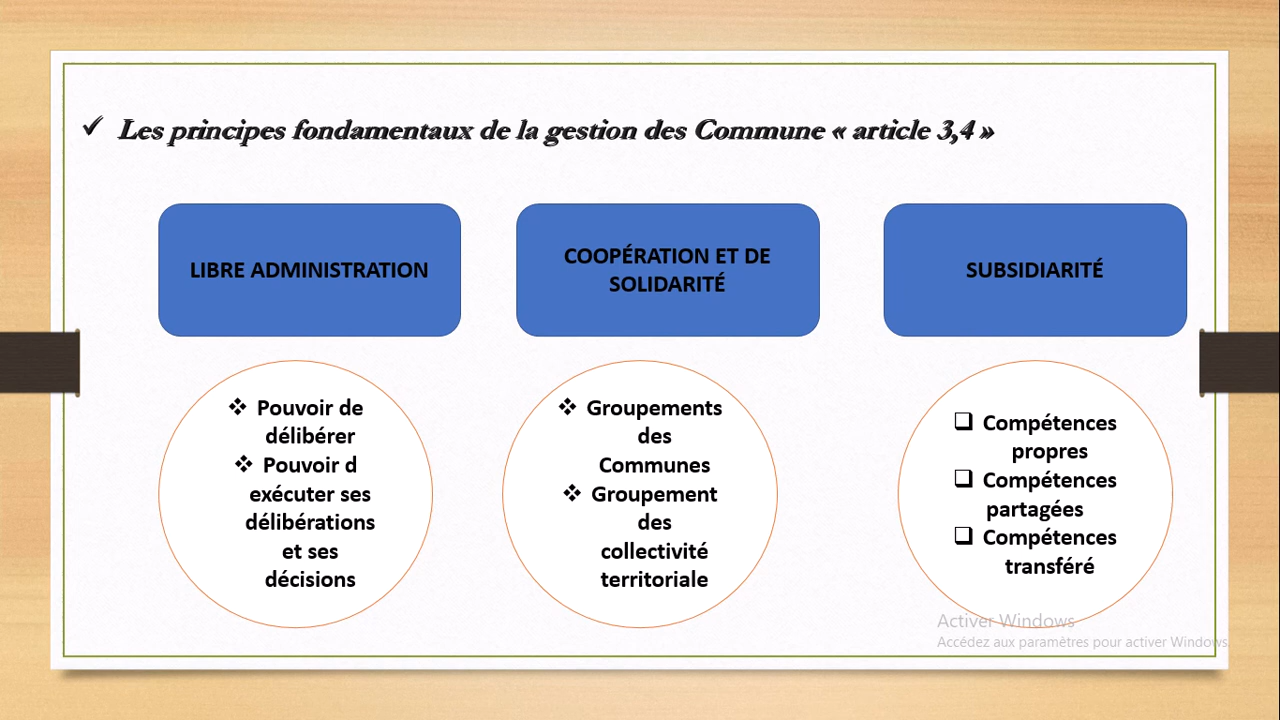 ✓ Les principes fondamentaux de la gestion des Commune « article 3,4 »
LIBRE ADMINISTRATION
COOPÉRATION ET DE
SOLIDARITÉ
SUBSIDIARITÉ
❖ Pouvoir de
délibérer
❖ Pouvoir d
exécuter ses
délibérations
et ses
décisions
❖ Groupements
des
Communes
❖ Groupement
des
collectivité
territoriale
❑ Compétences
propres
❑ Compétences
partagées
❑ Compétences
transféré
Activer Windows
Accédez aux paramètres pour activer Windows.